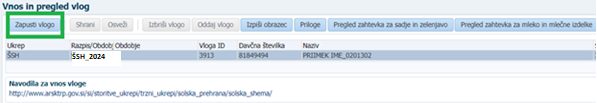 Vnos in pregled vlog
Zapusti vlogo Shrani Osveži Izbriši vlogo Oddaj vlogo Izpiši obrazec Priloge Pregled zahtevka za sadje in zelenjavo Pregled zahtevka za mleko in mlečne izdelke
Ukrep Razpis/Obdobj Obdobje Vloga ID Davčna številka Naziv
ŠSH ŠSH_2024 3913 81849494 PRIIMEK IME_0201302
Navodila za vnos vloge
http://www.arsktrp.gov.si/si/storitve_ukrepi/trzni_ukrepi/solska_prehrana/solska_shema/